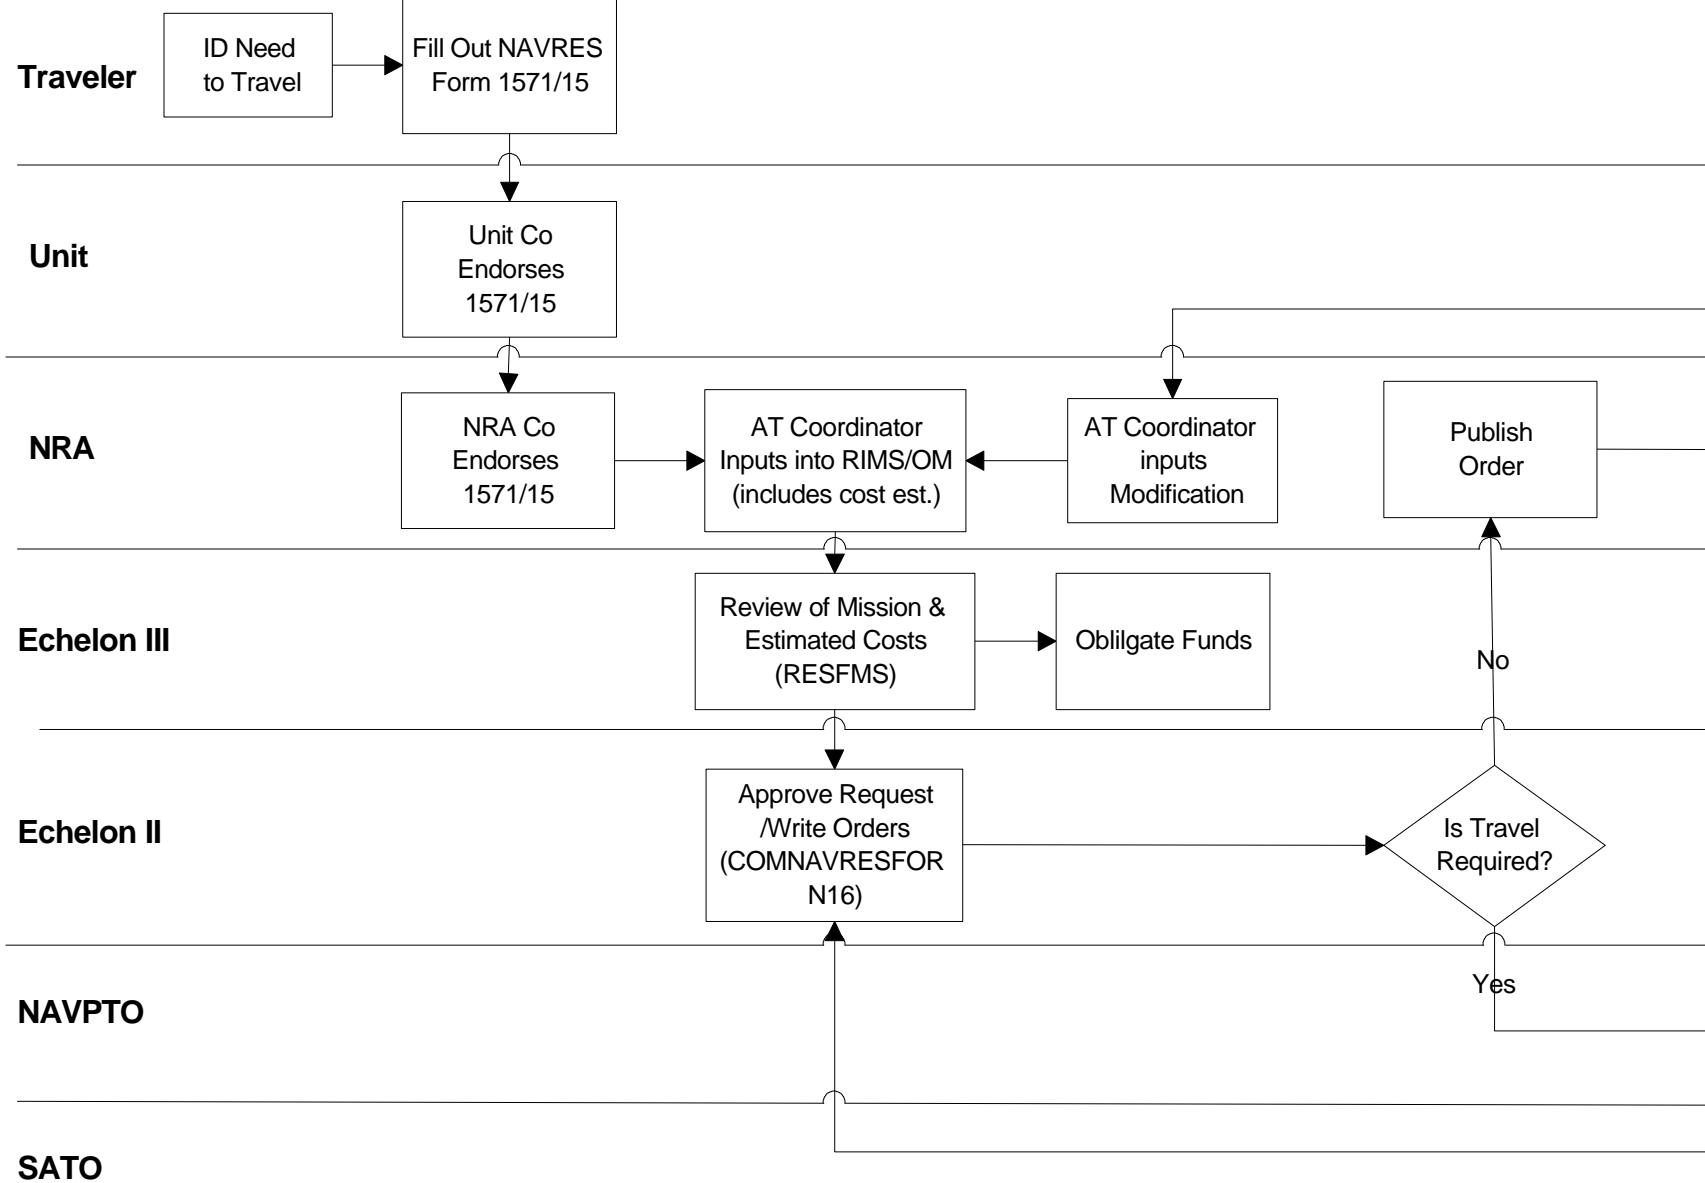 Traveler
ID Need
to Travel
Fill Out NAVRES
Form 1571/15
Unit
Unit Co
Endorses
1571/15
NRA
NRA Co
Endorses
1571/15
AT Coordinator
Inputs into RIMS/OM
(includes cost est.)
AT Coordinator
inputs
Modification
Publish
Order
Echelon III
Review of Mission &
Estimated Costs
(RESFMS)
Oblilgate Funds
No
Echelon II
Approve Request
/Write Orders
(COMNAVRESFOR
N16)
Is Travel
Required?
NAVPTO
Yes
SATO